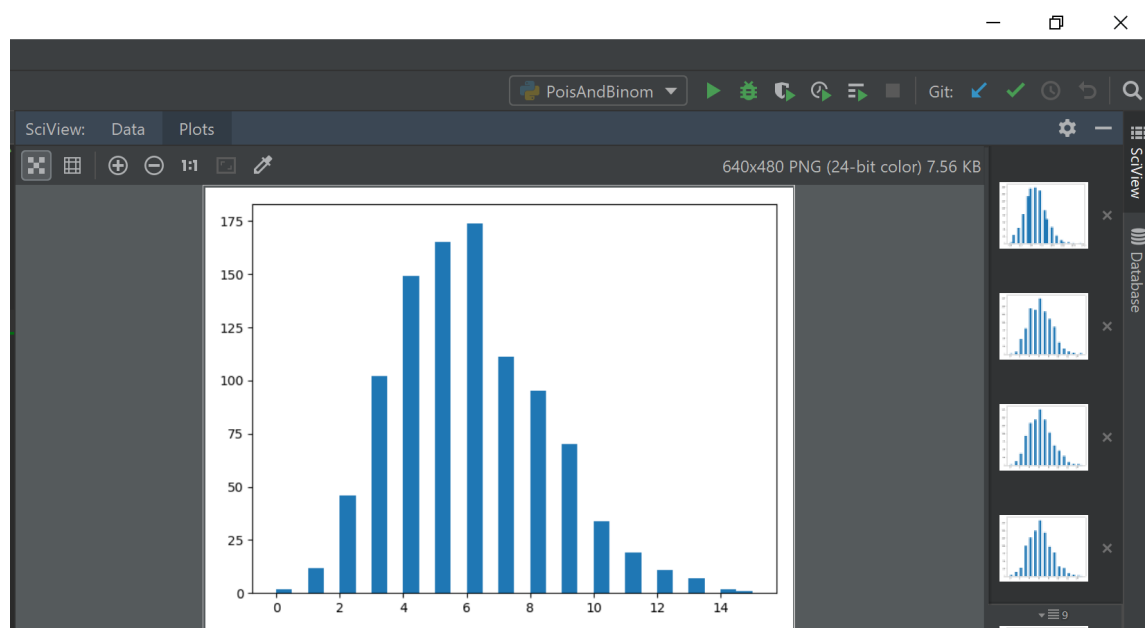 PoisAndBinom
Git:
SciView: Data Plots
1:1
640x480 PNG (24-bit color) 7.56 KB
SciView
Database
175
150
125
100
75
50
25
0
0 2 4 6 8 10 12 14
9